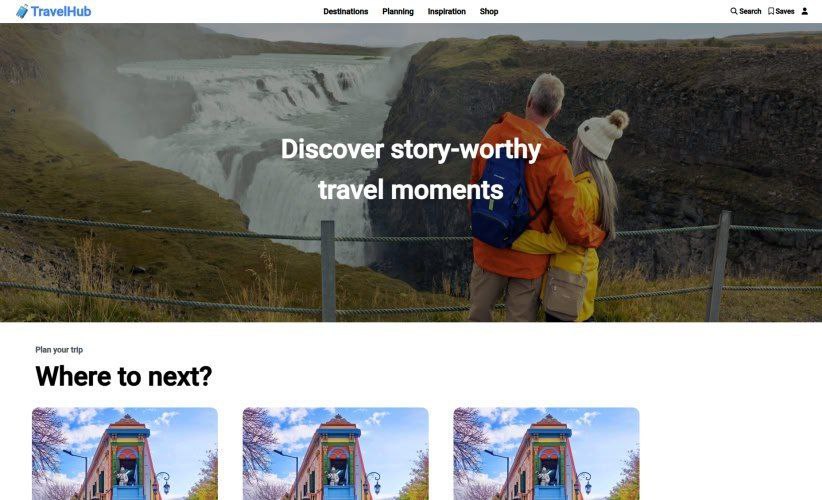 TravelHub
Destinations Planning Inspiration Shop
Search Saves
Discover story-worthy
travel moments
Plan your trip
Where to next?